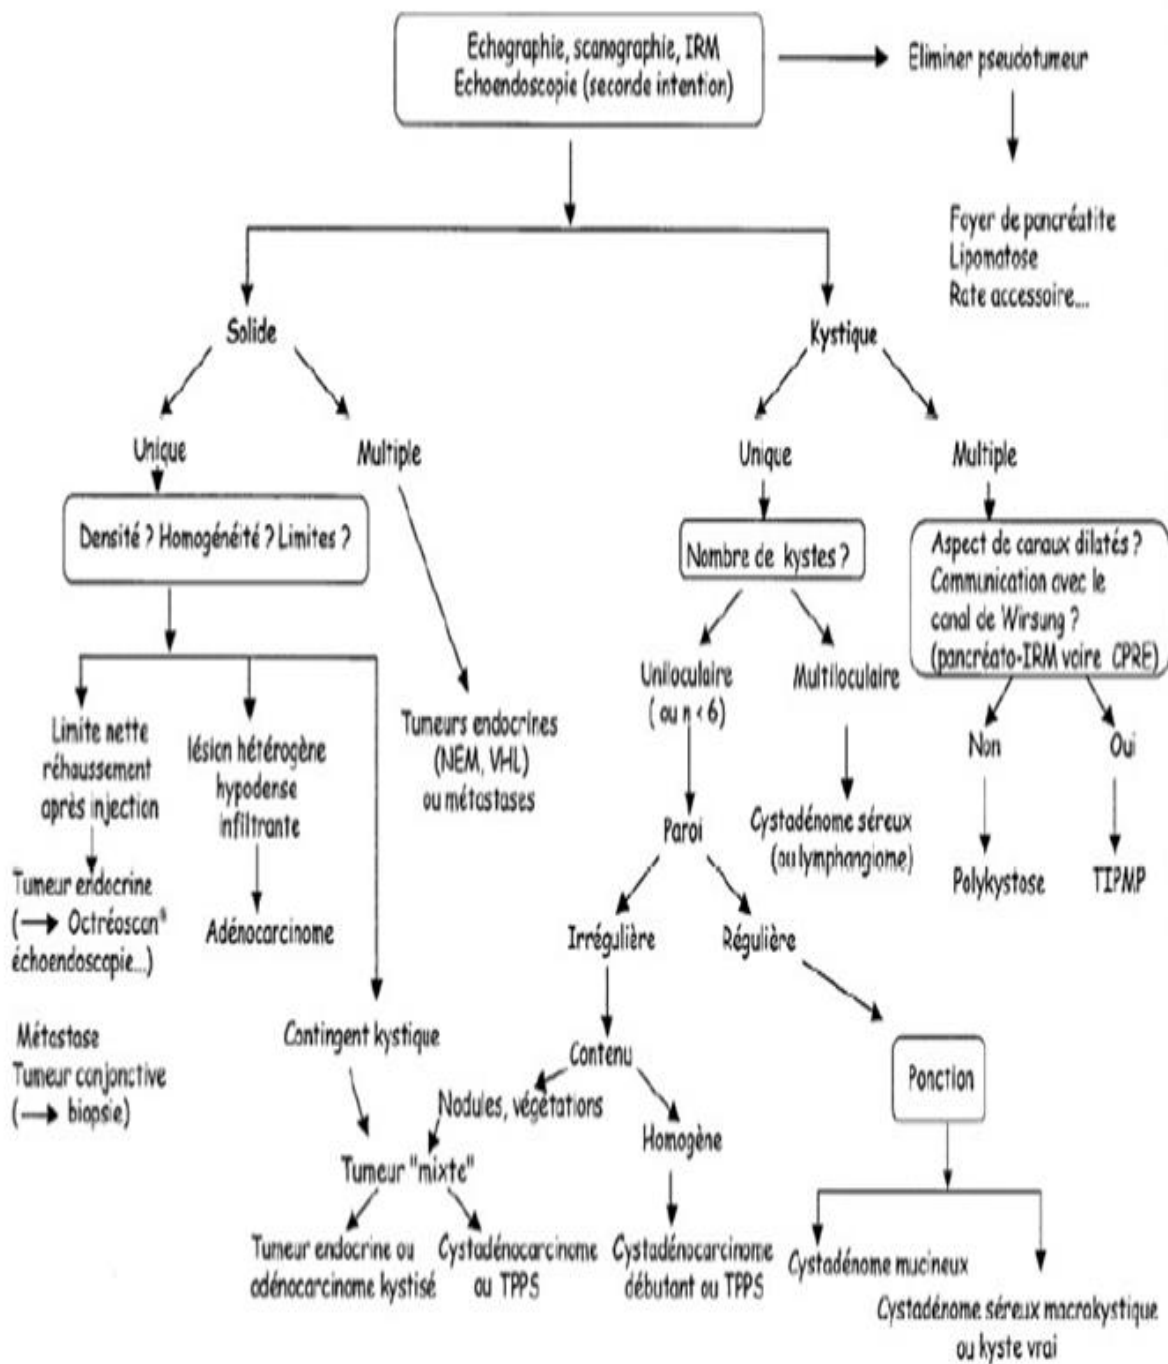 Echographie, scanographie, IRM
Echoendoscopie (seconde intention)
Eliminer pseudotumeur
Foyer de pancréatite
Lipomatose
Rate accessoire....
Solide
Kystique
Unique
Multiple
Unique
Multiple
Densité ? Homogénéité ? Limites ?
Nombre de kystes ?
Aspect de canaux dilatés ?
Communication avec le
canal de Wirsung ?
(pancréato-IRM voire CPRE)
Limite nette
réhaussement
après injection
lésion hétérogène
hypodense
infiltrante
Tumeurs endocrines
(NEM, VHL)
ou métastases
Uniloculaire
( ou n < 6)
Multiloculaire
Non
Oui
Paroi
Cystadénome séreux
(ou lymphangiome)
Polykystose
TIPMP
Tumeur endocrine
(→ Octréoscan®
échoendoscopie...)
Adénocarcinome
Irrégulière
Régulière
Métastase
Tumeur conjonctive
(→ biopsie)
Contingent kystique
Contenu
Ponction
Nodules, végétations
Homogène
Tumeur "mixte"
Tumeur endocrine ou
adénocarcinome kystisé
Cystadénocarcinome
ou TPPS
Cystadénocarcinome
débutant ou TPPS
Cystadénome mucineux
Cystadénome séreux macrokystique
ou kyste vrai